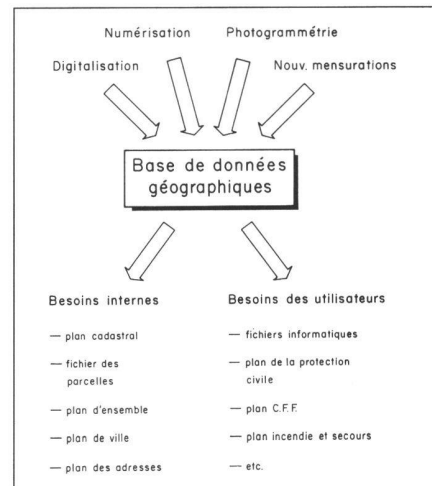 Numérisation
Photogrammétrie
Digitalisation
Nouv. mensurations
Base de données
géographiques
Besoins internes
— plan cadastral
— fichier des
parcelles
— plan d'ensemble
— plan de ville
— plan des adresses
Besoins des utilisateurs
— fichiers informatiques
— plan de la protection
civile
— plan C.F.F.
— plan incendie et secours
— etc.